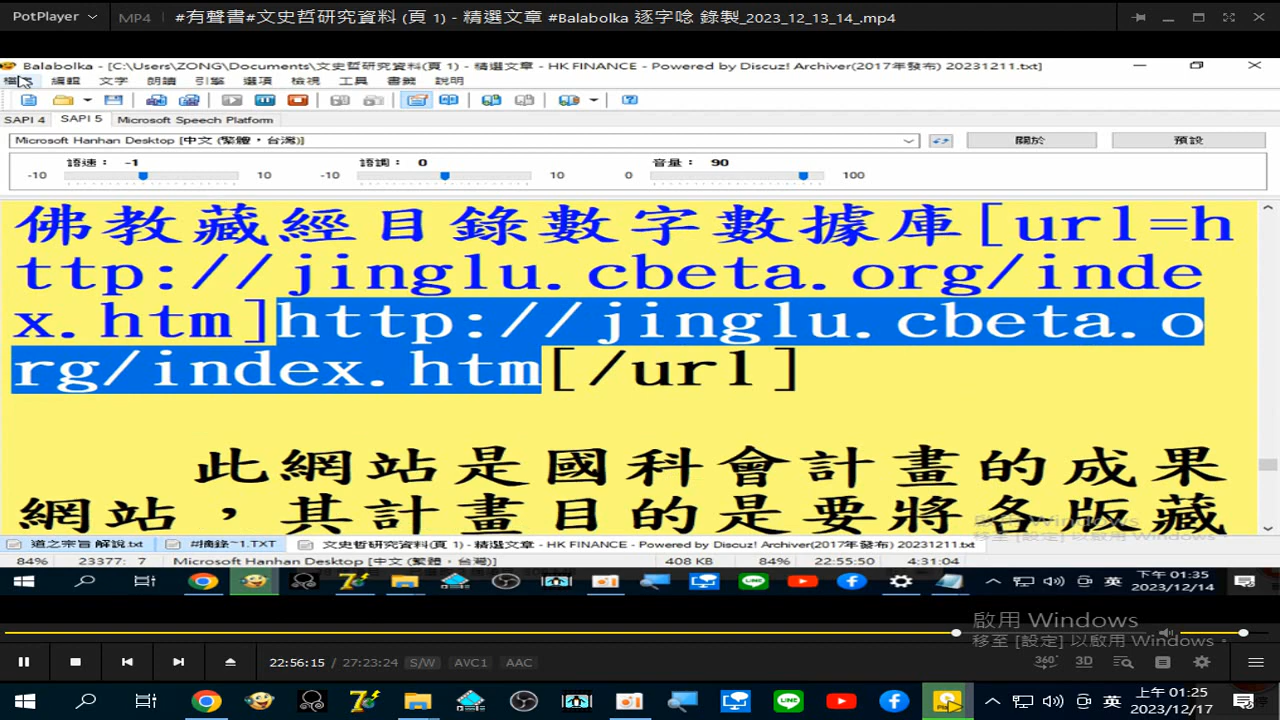 PotPlayer MP4 #有聲書#文史哲研究資料 (頁 1) - 精選文章 #Balabolka 逐字唸 錄製_2023_12_13_14_.mp4
Balabolka - [C:\Users\ZONG\Documents\文史哲研究資料(頁 1) - 精選文章 - HK FINANCE - Powered by Discuz! Archiver(2017年發布) 20231211.txt]
檔案 編輯 文字 朗讀 引擎 選項 檢視 工具 書籤 說明
SAPI 4 SAPI 5 Microsoft Speech Platform
Microsoft Hanhan Desktop [中文 (繁體，台灣)] 關於 預設
語速： -1 語調： 0 音量： 90
-10 10 -10 10 0 100
佛教藏經目錄數字數據庫[url=h
ttp://jinglu.cbeta.org/inde
x.htm]http://jinglu.cbeta.o
rg/index.htm[/url]
此網站是國科會計畫的成果
網站，其計畫目的是要將各版藏
啟用 Windows
移至 [設定] 以啟用 Windows。
道之宗旨 解說.txt #摘錄~1.TXT 文史哲研究資料(頁 1) - 精選文章 - HK FINANCE - Powered by Discuz! Archiver(2017年發布) 20231211.txt
84% 23377: 7 Microsoft Hanhan Desktop [中文 (繁體，台灣)] 408 KB 84% 22:55:50 4:31:04
英 下午 01:35
2023/12/14
啟用 Windows
移至 [設定] 以啟用 Windows。
22:56:15 / 27:23:24 S/W AVC1 AAC 360° 3D
英 上午 01:25
2023/12/17